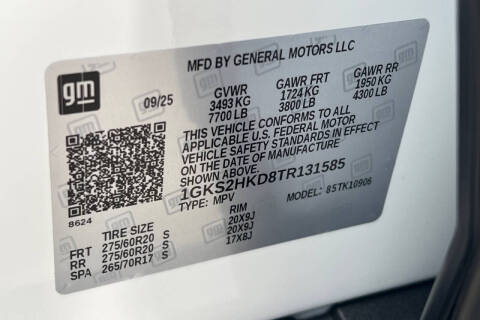 MFD BY GENERAL MOTORS LLC
gm
09/25
GVWR GAWR FRT GAWR RR
3493 KG 1724 KG 1950 KG
7700 LB 3800 LB 4300 LB
THIS VEHICLE CONFORMS TO ALL
APPLICABLE U.S. FEDERAL MOTOR
VEHICLE SAFETY STANDARDS IN EFFECT
ON THE DATE OF MANUFACTURE
SHOWN ABOVE.
1GKS2HKD8TR131585
TYPE: MPV MODEL: 85TK10906
8624
TIRE SIZE RIM
FRT 275/60R20 S 20X9J
RR 275/60R20 S 20X9J
SPA 265/70R17 S 17X8J